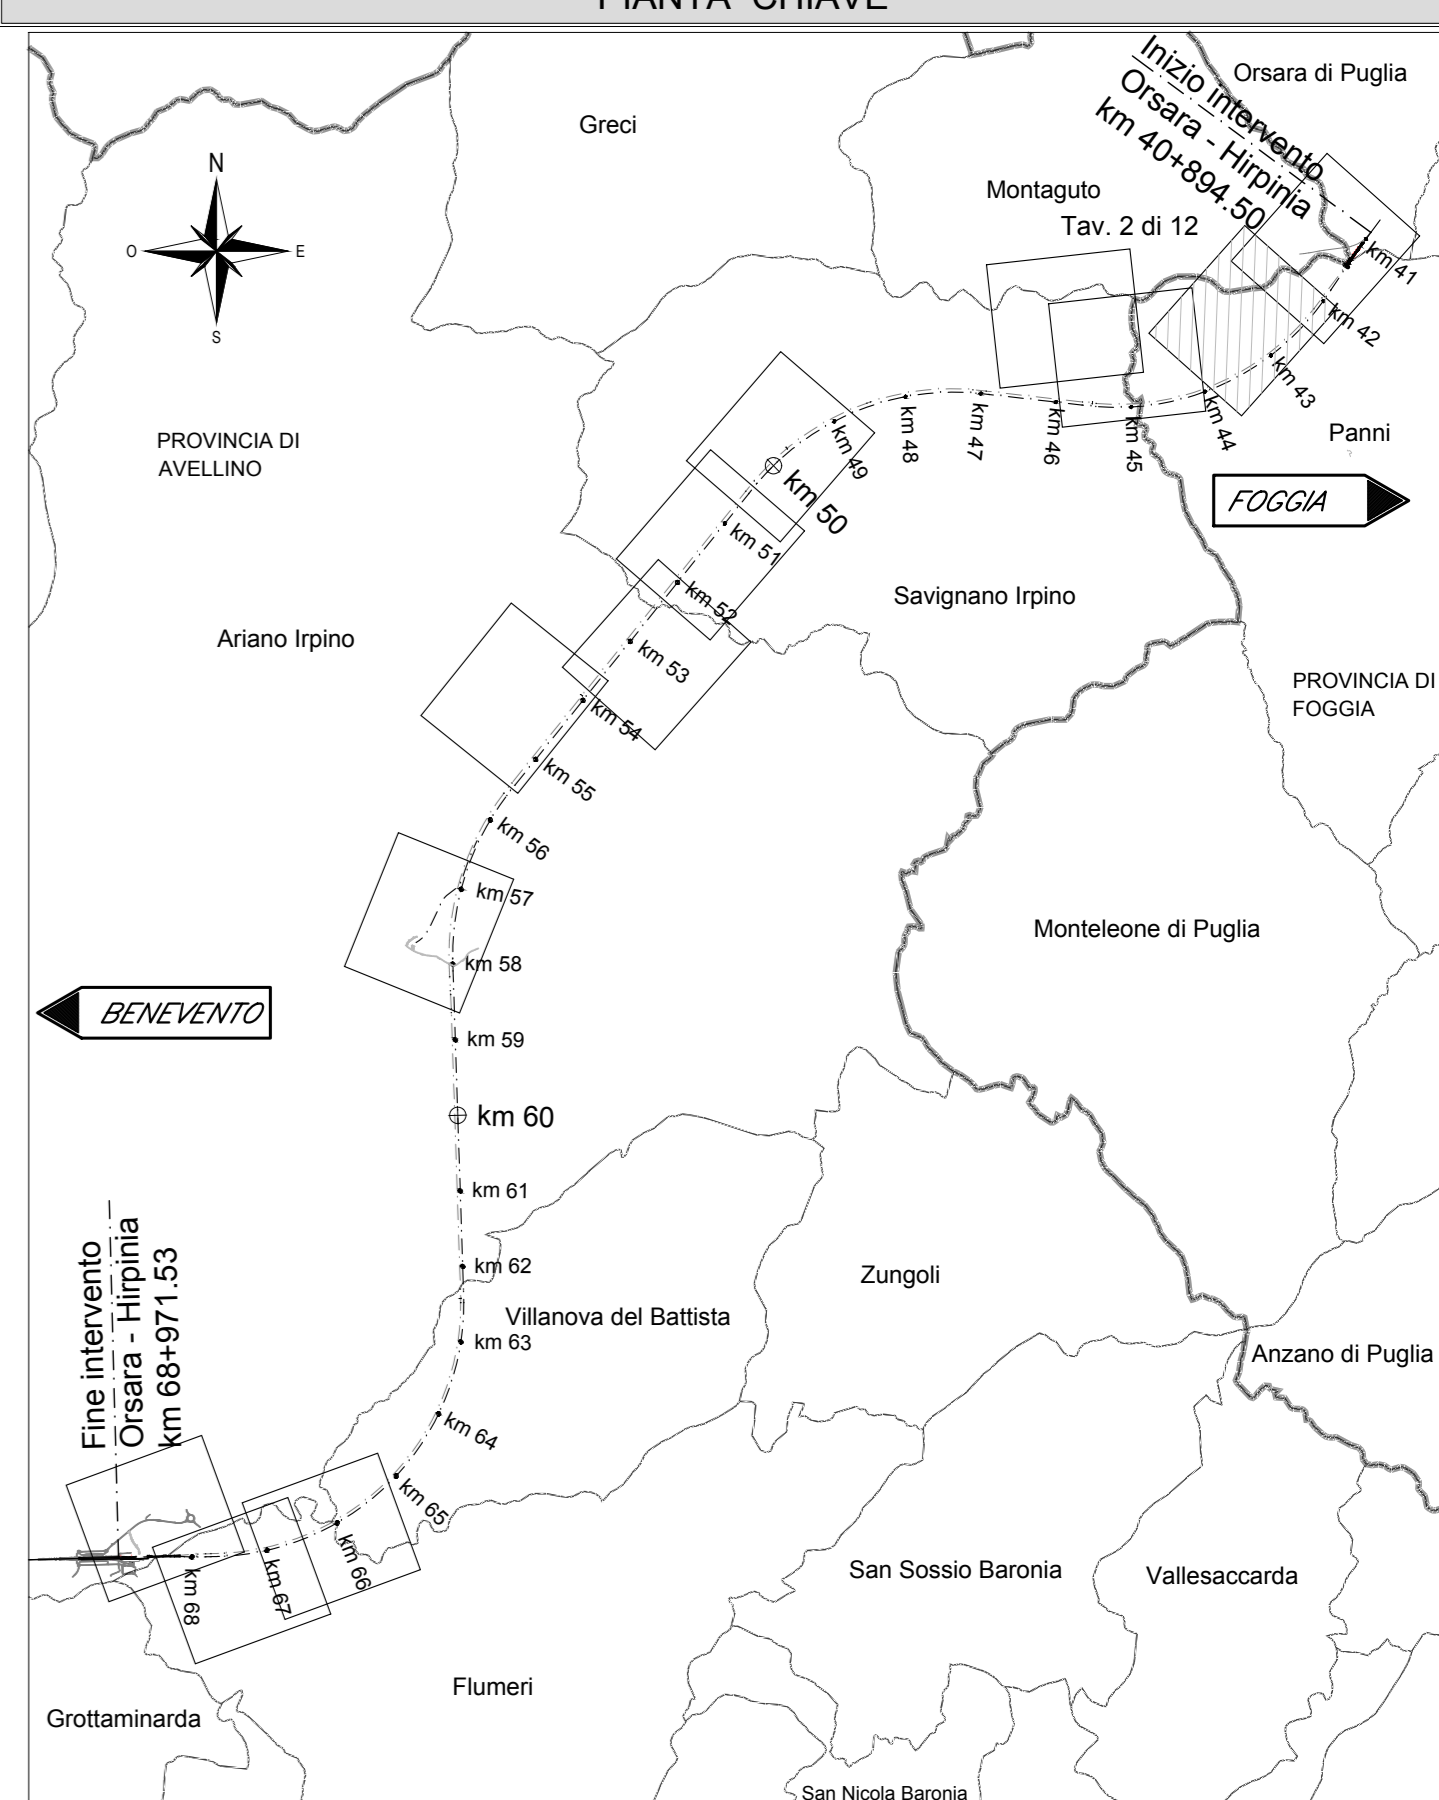 PIANTA CHIAVE
Inizio intervento
Orsara - Hirpinia
km 40+894.50
Orsara di Puglia
Greci
Montaguto
Tav. 2 di 12
N
O
E
S
km 41
km 42
km 43
km 44
km 45
km 46
km 47
km 48
km 49
km 50
km 51
km 52
km 53
km 54
km 55
km 56
km 57
km 58
km 59
km 60
km 61
km 62
km 63
km 64
km 65
km 66
km 67
km 68
PROVINCIA DI
AVELLINO
Panni
FOGGIA
Savignano Irpino
Ariano Irpino
PROVINCIA DI
FOGGIA
Monteleone di Puglia
BENEVENTO
Zungoli
Villanova del Battista
Anzano di Puglia
Fine intervento
Orsara - Hirpinia
km 68+971.53
San Sossio Baronia
Vallesaccarda
Flumeri
Grottaminarda
San Nicola Baronia